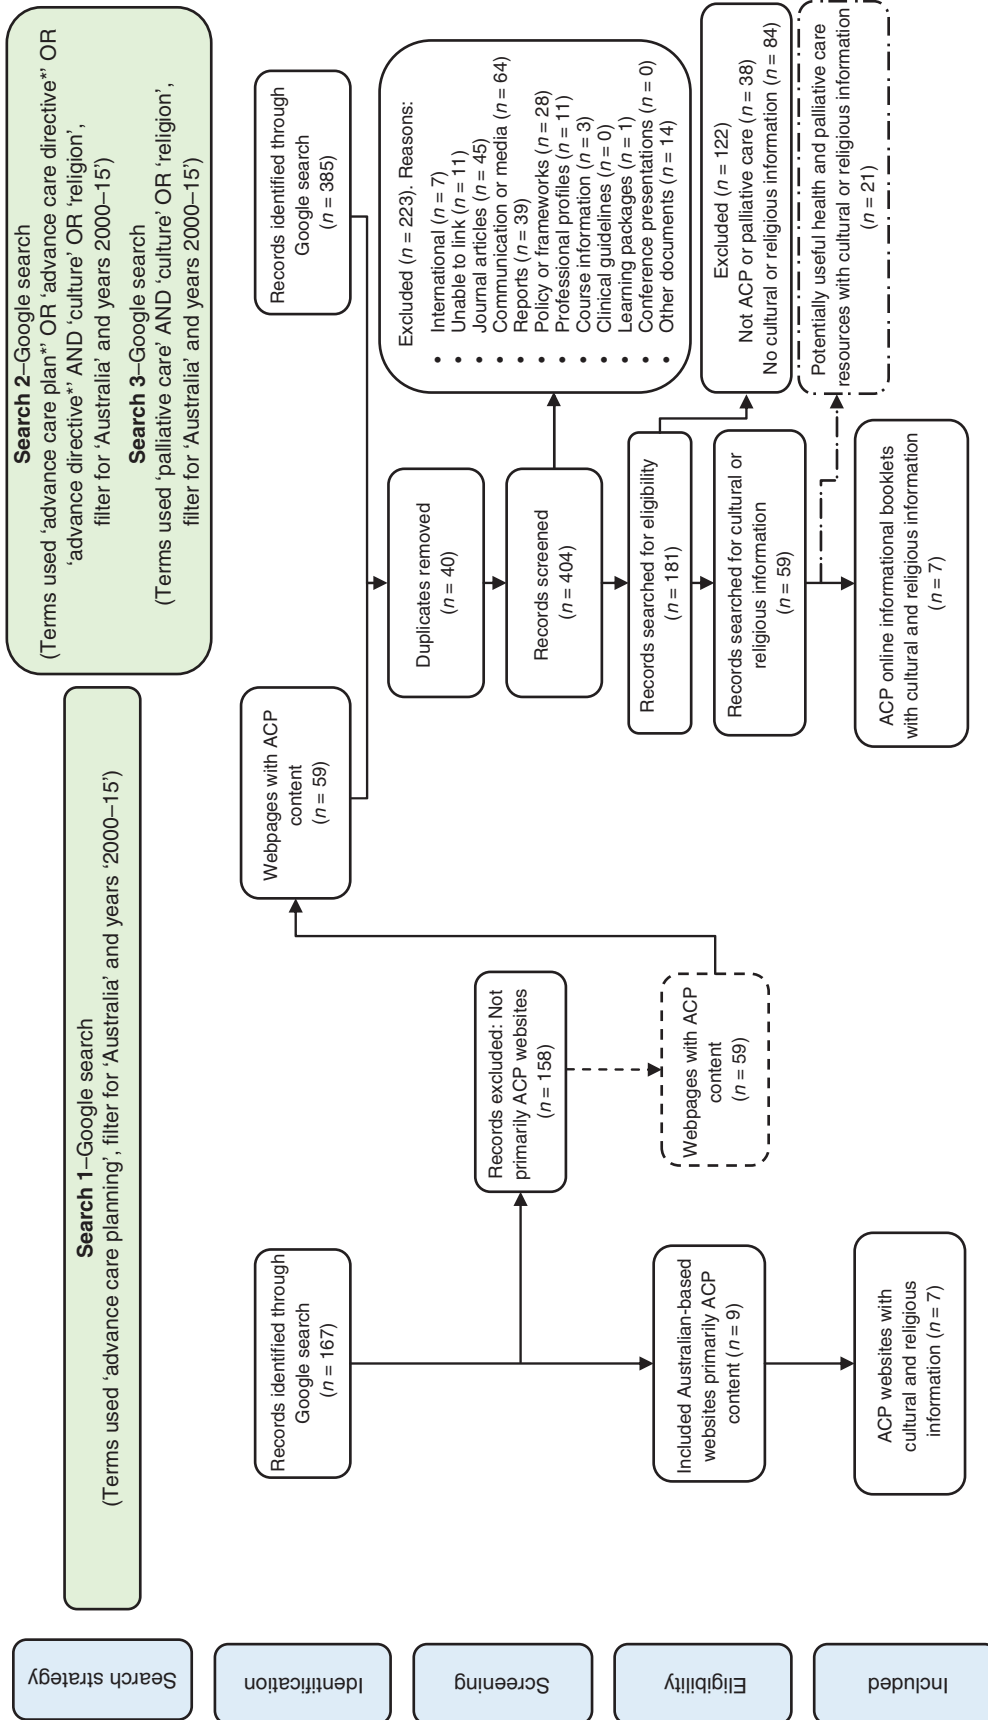 Search strategy
Identification
Screening
Eligibility
Included
Search 1–Google search
(Terms used ‘advance care planning’, filter for ‘Australia’ and years ‘2000–15’)
Search 2–Google search
(Terms used ‘advance care plan*’ OR ‘advance care directive*’ OR
‘advance directive*’ AND ‘culture’ OR ‘religion’,
filter for ‘Australia’ and years 2000–15’)
Search 3–Google search
(Terms used ‘palliative care’ AND ‘culture’ OR ‘religion’,
filter for ‘Australia’ and years 2000–15’)
Records identified through
Google search
(n = 167)
Records excluded: Not
primarily ACP websites
(n = 158)
Webpages with ACP
content
(n = 59)
Included Australian-based
websites primarily ACP
content (n = 9)
ACP websites with
cultural and religious
information (n = 7)
Webpages with ACP
content
(n = 59)
Records identified through
Google search
(n = 385)
Duplicates removed
(n = 40)
Records screened
(n = 404)
Excluded (n = 223). Reasons:
• International (n = 7)
• Unable to link (n = 11)
• Journal articles (n = 45)
• Communication or media (n = 64)
• Reports (n = 39)
• Policy or frameworks (n = 28)
• Professional profiles (n = 11)
• Course information (n = 3)
• Clinical guidelines (n = 0)
• Learning packages (n = 1)
• Conference presentations (n = 0)
• Other documents (n = 14)
Records searched for eligibility
(n = 181)
Excluded (n = 122)
Not ACP or palliative care (n = 38)
No cultural or religious information (n = 84)
Records searched for cultural or
religious information
(n = 59)
Potentially useful health and palliative care
resources with cultural or religious information
(n = 21)
ACP online informational booklets
with cultural and religious information
(n = 7)